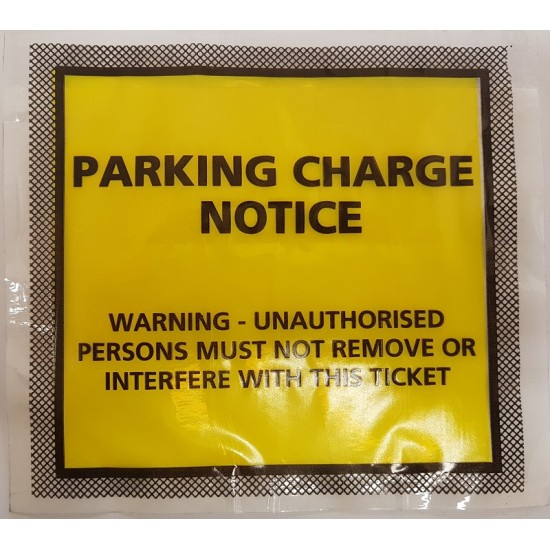 PARKING CHARGE
NOTICE
WARNING - UNAUTHORISED
PERSONS MUST NOT REMOVE OR
INTERFERE WITH THIS TICKET